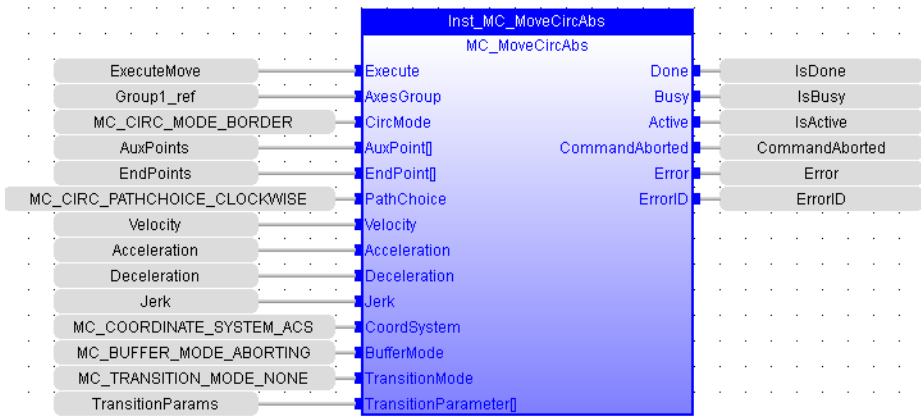 Inst_MC_MoveCircAbs
MC_MoveCircAbs
ExecuteMove Execute Done IsDone
Group1_ref AxesGroup Busy IsBusy
MC_CIRC_MODE_BORDER CircMode Active IsActive
AuxPoints AuxPoint[] CommandAborted CommandAborted
EndPoints EndPoint[] Error Error
MC_CIRC_PATHCHOICE_CLOCKWISE PathChoice ErrorID ErrorID
Velocity Velocity
Acceleration Acceleration
Deceleration Deceleration
Jerk Jerk
MC_COORDINATE_SYSTEM_ACS CoordSystem
MC_BUFFER_MODE_ABORTING BufferMode
MC_TRANSITION_MODE_NONE TransitionMode
TransitionParams TransitionParameter[]